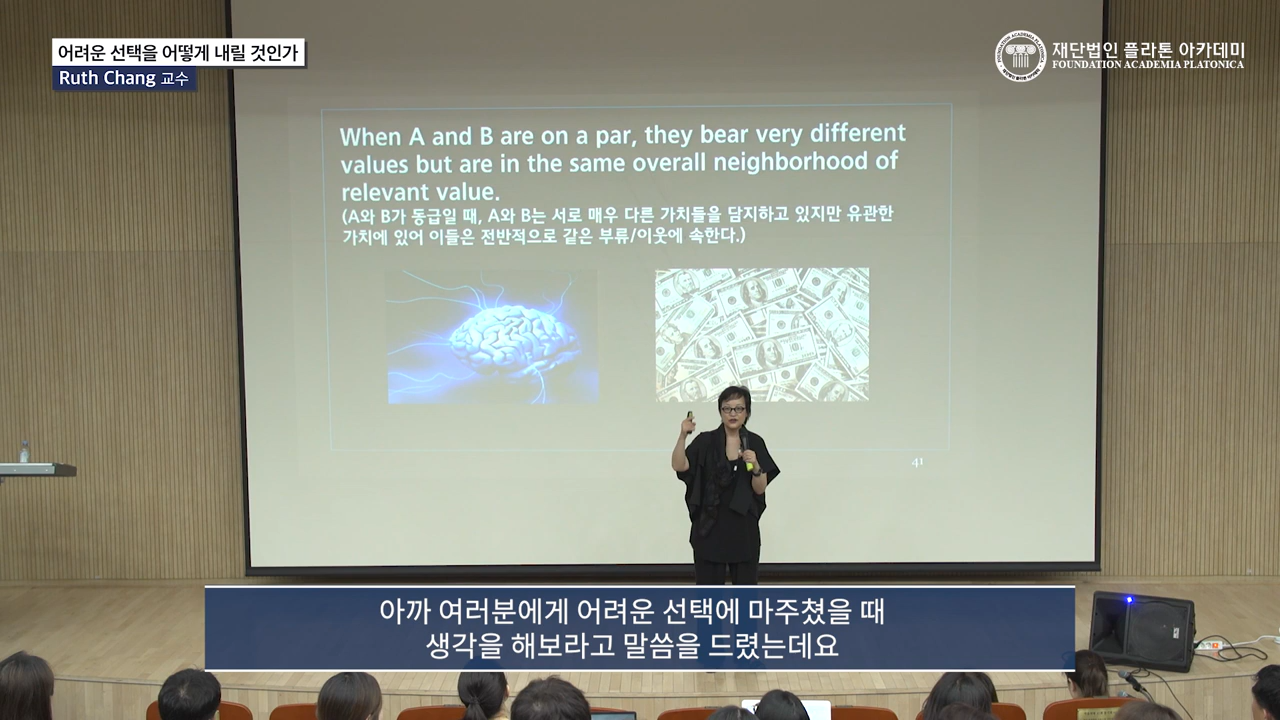 어려운 선택을 어떻게 내릴 것인가
Ruth Chang 교수
재단법인 플라톤 아카데미
FOUNDATION ACADEMIA PLATONICA
When A and B are on a par, they bear very different
values but are in the same overall neighborhood of
relevant value.
(A와 B가 동급일 때, A와 B는 서로 매우 다른 가치들을 담지하고 있지만 유관한
가치에 있어 이들은 전반적으로 같은 부류/이웃에 속한다.)
41
아까 여러분에게 어려운 선택에 마주쳤을 때
생각을 해보라고 말씀을 드렸는데요